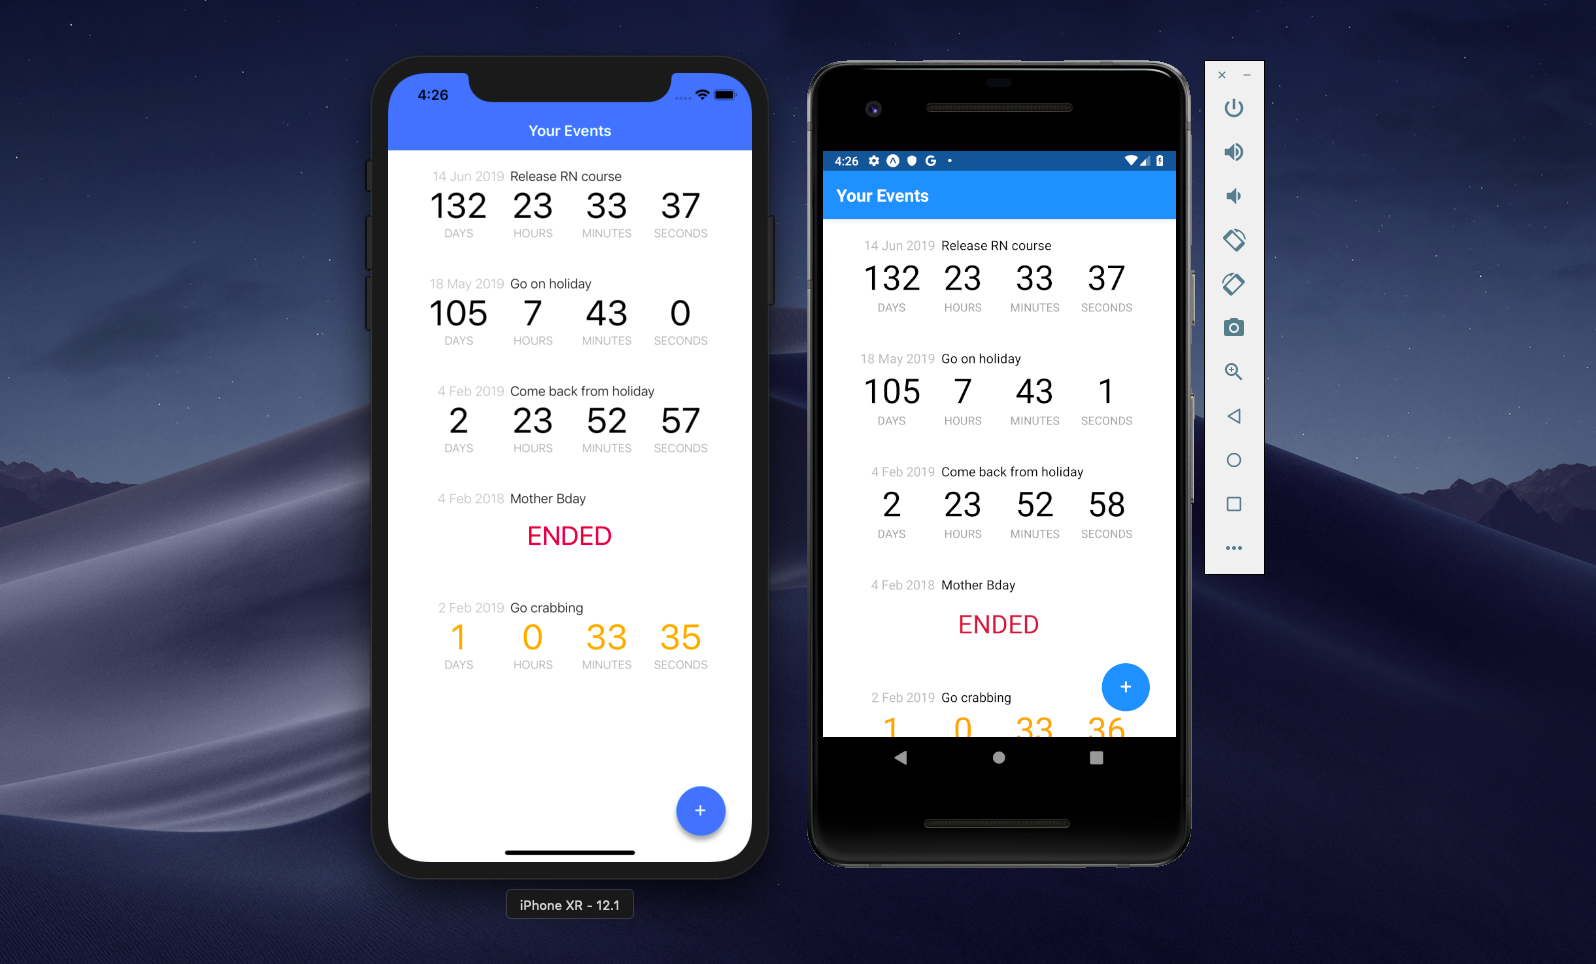 4:26
Your Events
14 Jun 2019 Release RN course
132 23 33 37
DAYS HOURS MINUTES SECONDS
18 May 2019 Go on holiday
105 7 43 0
DAYS HOURS MINUTES SECONDS
4 Feb 2019 Come back from holiday
2 23 52 57
DAYS HOURS MINUTES SECONDS
4 Feb 2018 Mother Bday
ENDED
2 Feb 2019 Go crabbing
1 0 33 35
DAYS HOURS MINUTES SECONDS
+
iPhone XR - 12.1
4:26 G
Your Events
14 Jun 2019 Release RN course
132 23 33 37
DAYS HOURS MINUTES SECONDS
18 May 2019 Go on holiday
105 7 43 1
DAYS HOURS MINUTES SECONDS
4 Feb 2019 Come back from holiday
2 23 52 58
DAYS HOURS MINUTES SECONDS
4 Feb 2018 Mother Bday
ENDED
+
2 Feb 2019 Go crabbing
1 0 33 36